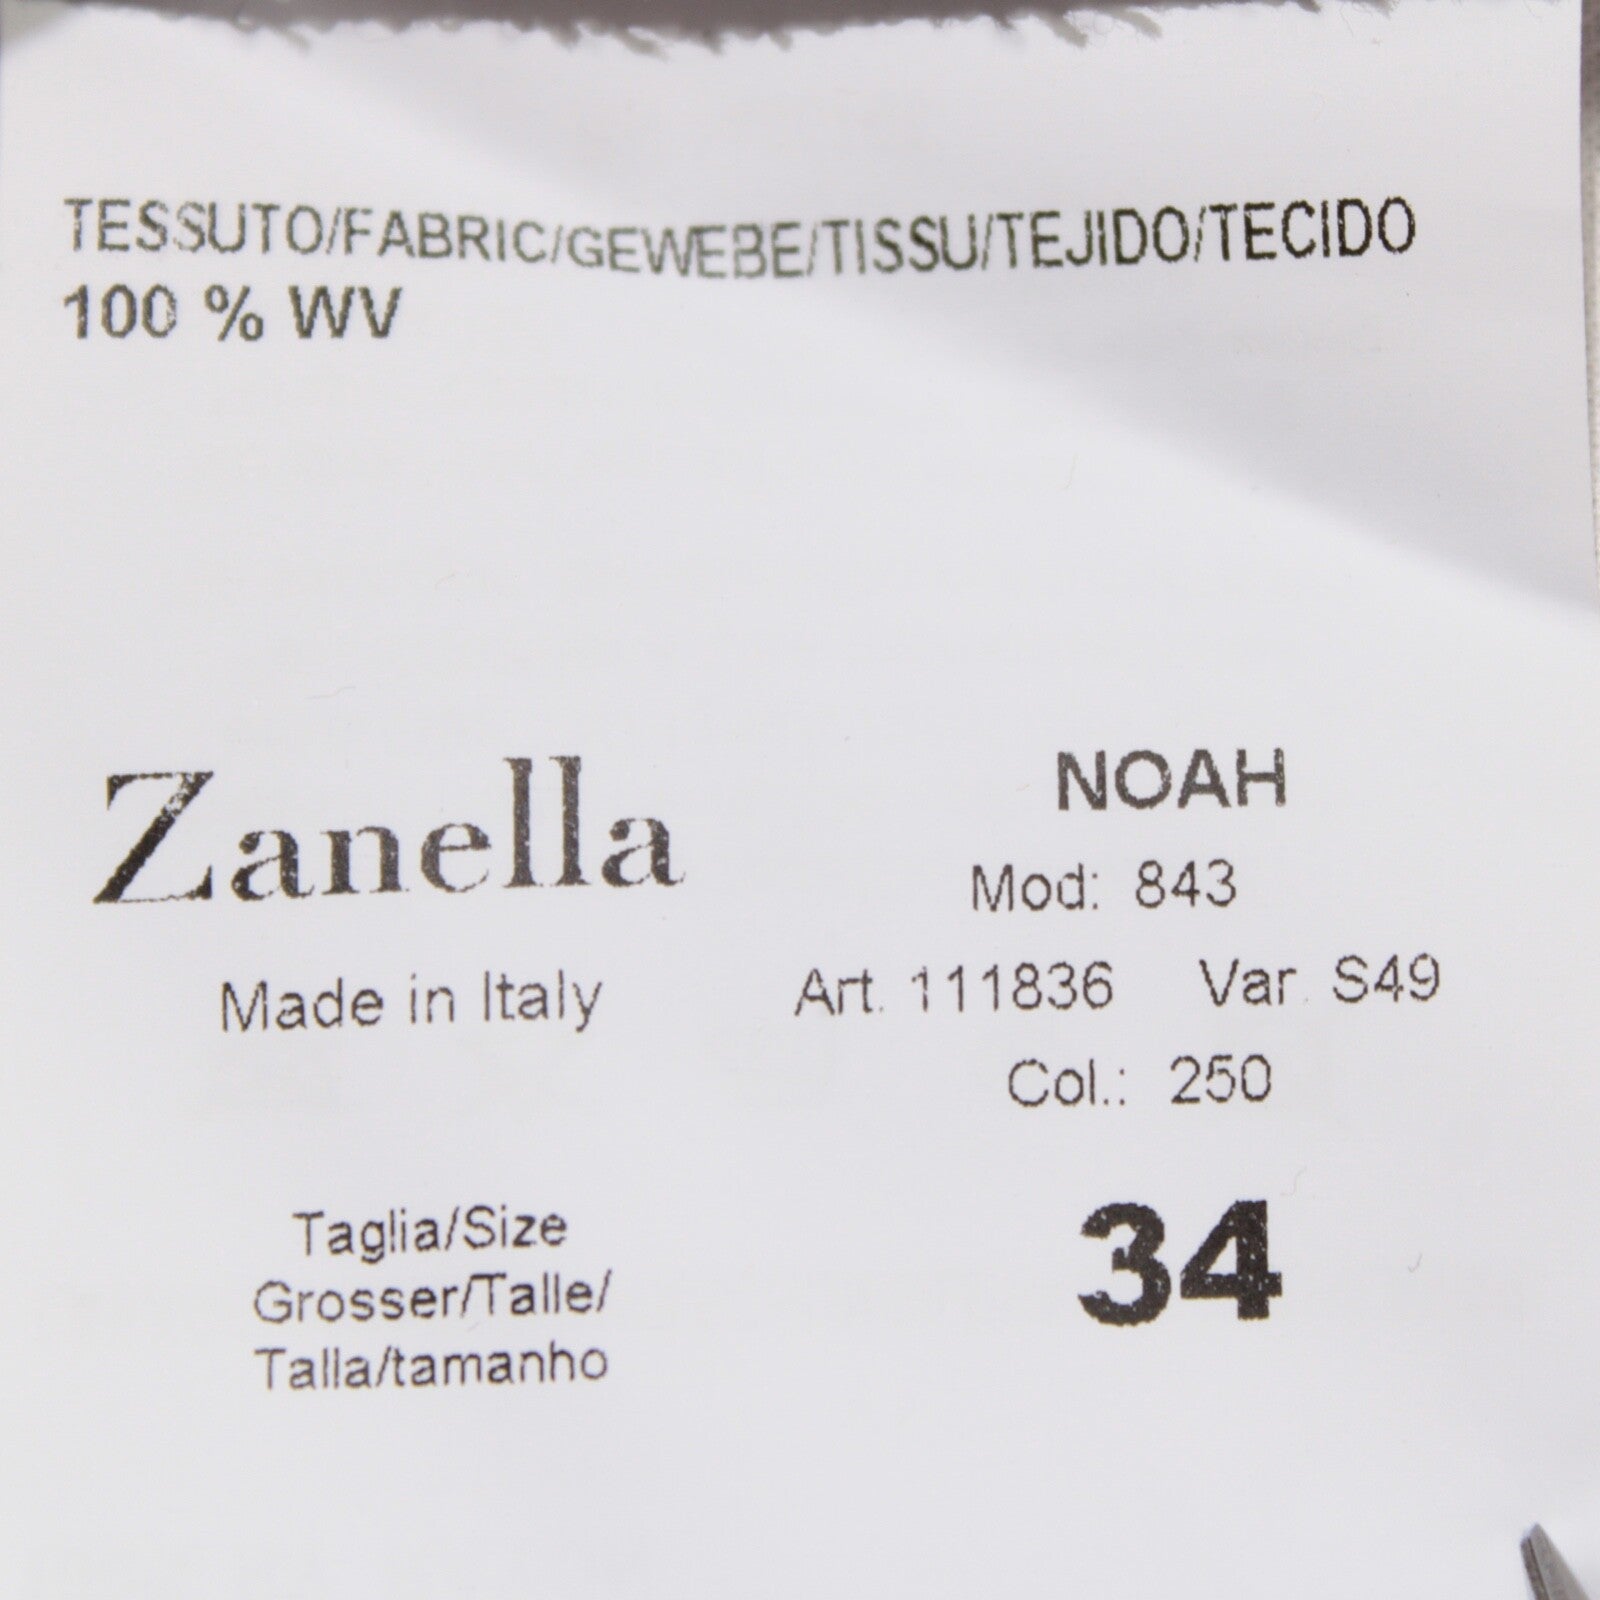 TESSUTO/FABRIC/GEWEBE/TISSU/TEJIDO/TECIDO
100 % WV
Zanella
Made in Italy
NOAH
Mod: 843
Art. 111836 Var. S49
Col.: 250
Taglia/Size
Grosser/Talle/
Talla/tamanho
34